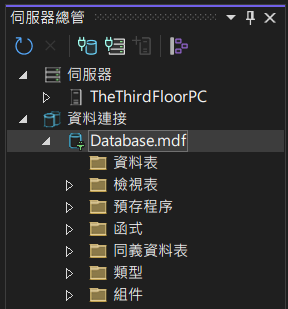 伺服器總管
伺服器
TheThirdFloorPC
資料連接
Database.mdf
資料表
檢視表
預存程序
函式
同義資料表
類型
組件